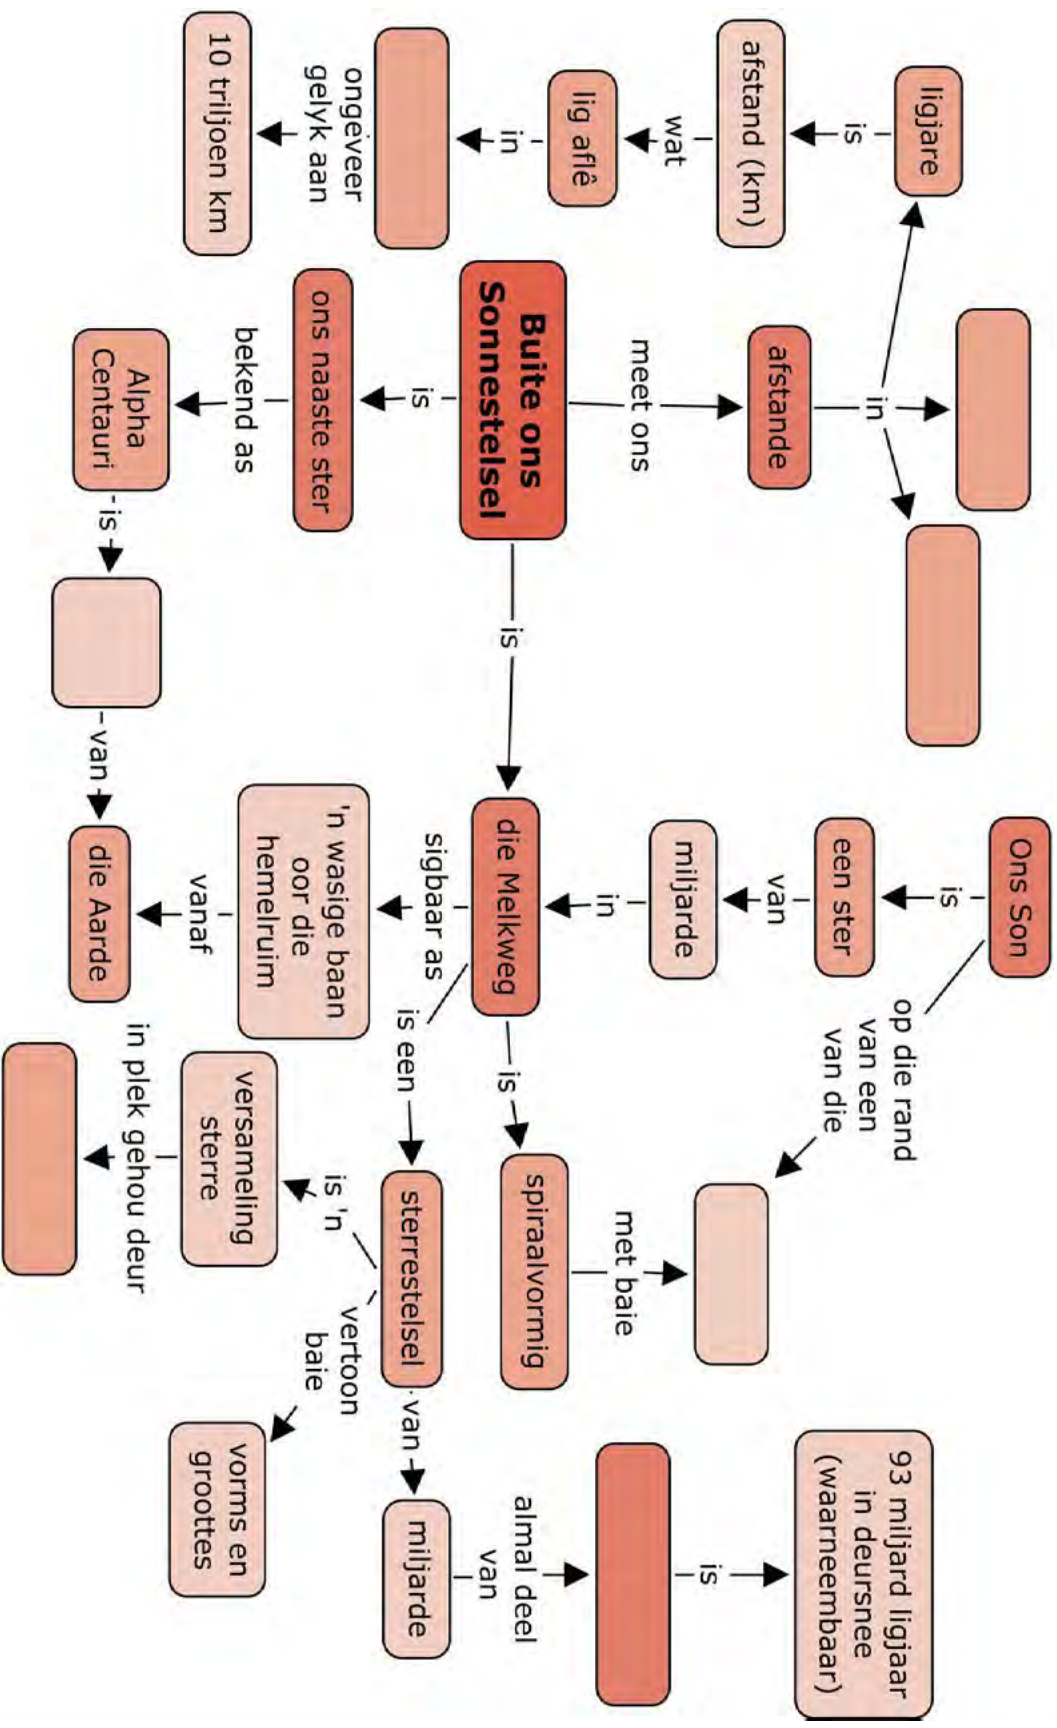 Ons Son
is
een ster
van
miljarde
in
op die rand
van een
van die
93 miljard ligjaar
in deursnee
(waarneembaar)
is
ligjare
is
afstand (km)
wat
lig aflê
in
ongeveer
gelyk aan
10 triljoen km
in
afstande
meet ons
Buite ons
Sonnestelsel
is
ons naaste ster
bekend as
Alpha
Centauri
is
van
is
die Melkweg
sigbaar as
'n wasige baan
oor die
hemelruim
vanaf
die Aarde
is
spiraalvormig
met baie
is een
sterrestelsel
is 'n
versameling
sterre
in plek gehou deur
vertoon
baie
vorms en
groottes
van
miljarde
almal deel
van